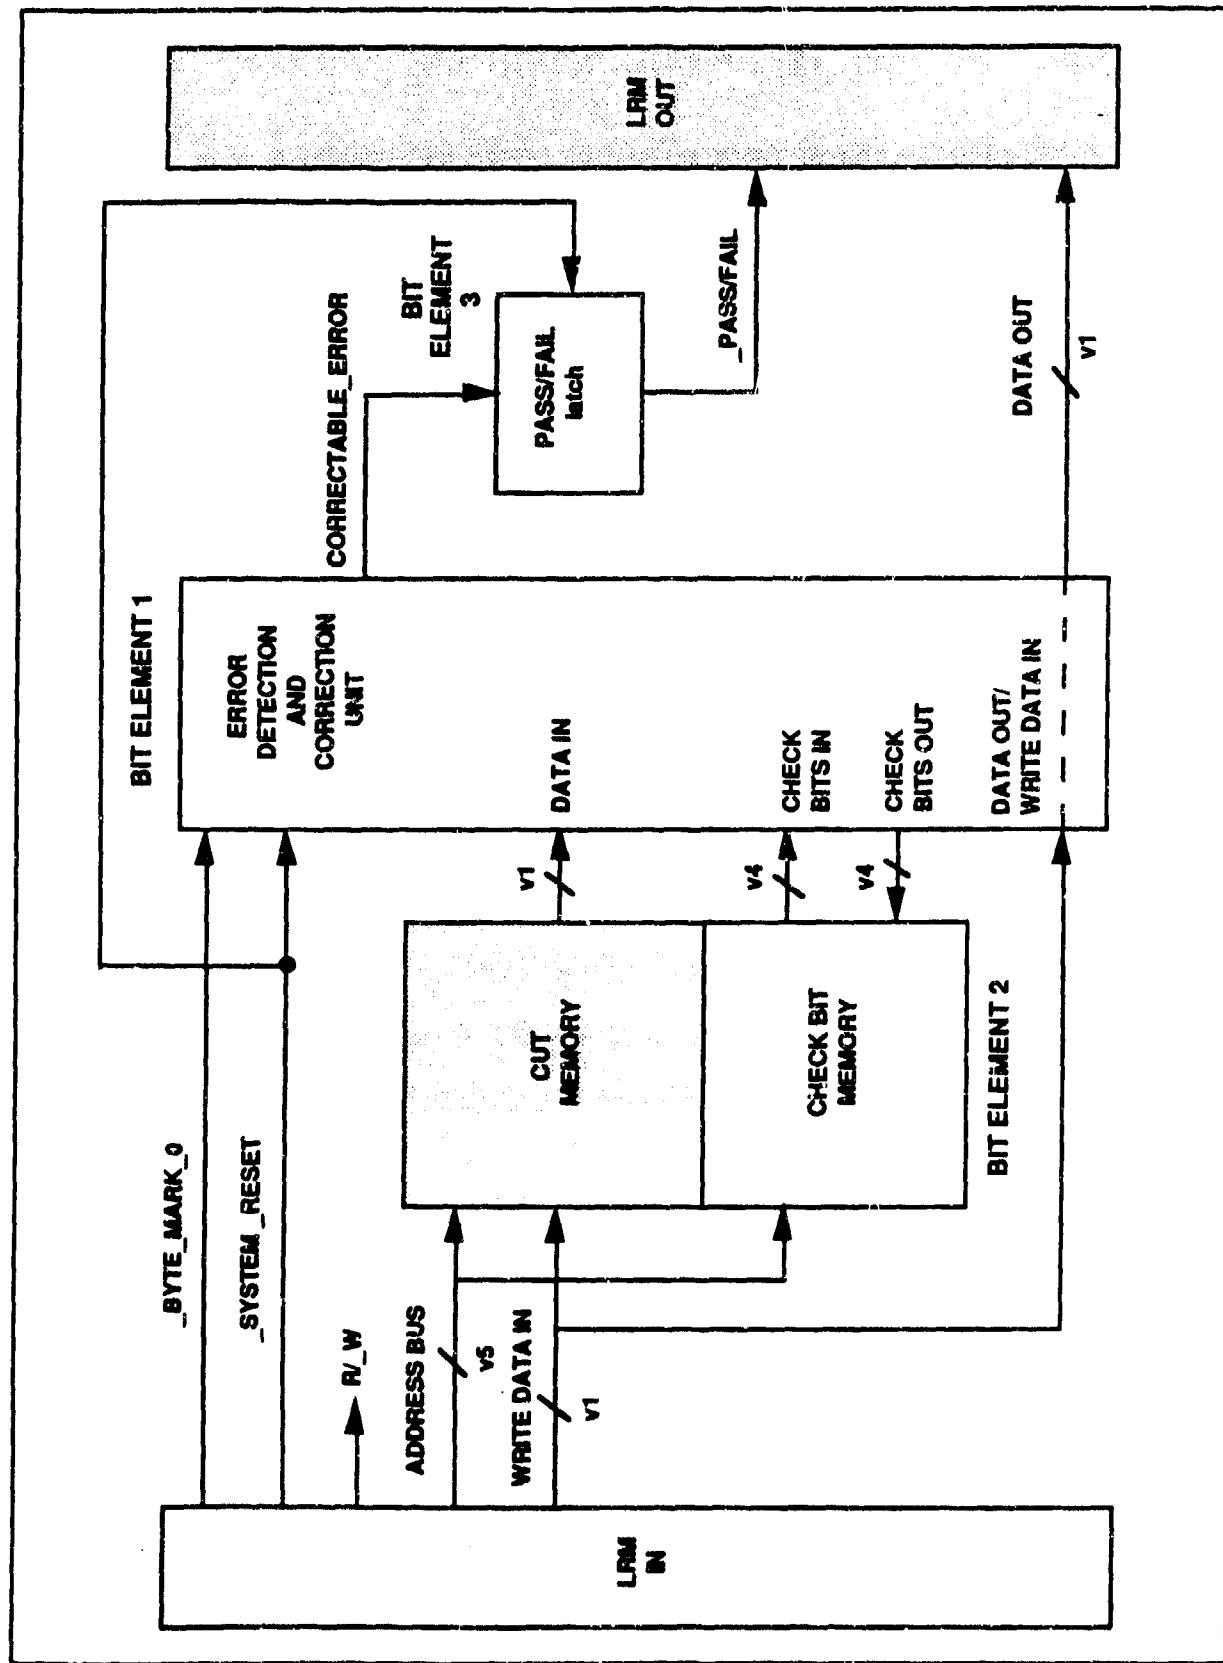 BIT ELEMENT 1
_BYTE_MARK_0
_SYSTEM_RESET
R/_W
ADDRESS BUS
v5
WRITE DATA IN
v1
LRM
IN
CUT
MEMORY
CHECK BIT
MEMORY
BIT ELEMENT 2
v1
v4
v4
ERROR
DETECTION
AND
CORRECTION
UNIT
DATA IN
CHECK
BITS IN
CHECK
BITS OUT
DATA OUT/
WRITE DATA IN
CORRECTABLE_ERROR
BIT
ELEMENT
3
PASS/FAIL
latch
_PASS/FAIL
DATA OUT
v1
LRM
OUT